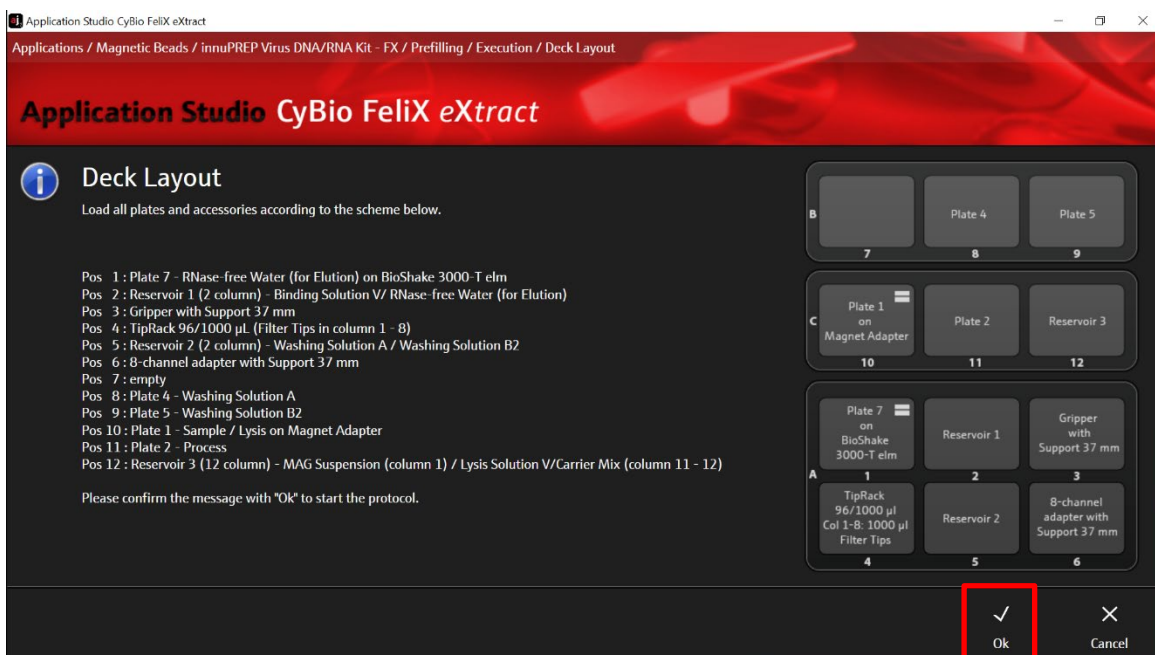 Application Studio CyBio FeliX eXtract
Applications / Magnetic Beads / innuPREP Virus DNA/RNA Kit - FX / Prefilling / Execution / Deck Layout
Application Studio CyBio FeliX eXtract
Deck Layout
Load all plates and accessories according to the scheme below.
Pos 1 : Plate 7 - RNase-free Water (for Elution) on BioShake 3000-T elm
Pos 2 : Reservoir 1 (2 column) - Binding Solution V/ RNase-free Water (for Elution)
Pos 3 : Gripper with Support 37 mm
Pos 4 : TipRack 96/1000 µL (Filter Tips in column 1 - 8)
Pos 5 : Reservoir 2 (2 column) - Washing Solution A / Washing Solution B2
Pos 6 : 8-channel adapter with Support 37 mm
Pos 7 : empty
Pos 8 : Plate 4 - Washing Solution A
Pos 9 : Plate 5 - Washing Solution B2
Pos 10 : Plate 1 - Sample / Lysis on Magnet Adapter
Pos 11 : Plate 2 - Process
Pos 12 : Reservoir 3 (12 column) - MAG Suspension (column 1) / Lysis Solution V/Carrier Mix (column 11 - 12)
Please confirm the message with "Ok" to start the protocol.
B
Plate 4
Plate 5
7
8
9
C
Plate 1
on
Magnet Adapter
Plate 2
Reservoir 3
10
11
12
Plate 7
on
BioShake
3000-T elm
Reservoir 1
Gripper
with
Support 37 mm
A
1
2
3
TipRack
96/1000 µl
Col 1-8: 1000 µl
Filter Tips
Reservoir 2
8-channel
adapter with
Support 37 mm
4
5
6
Ok
Cancel